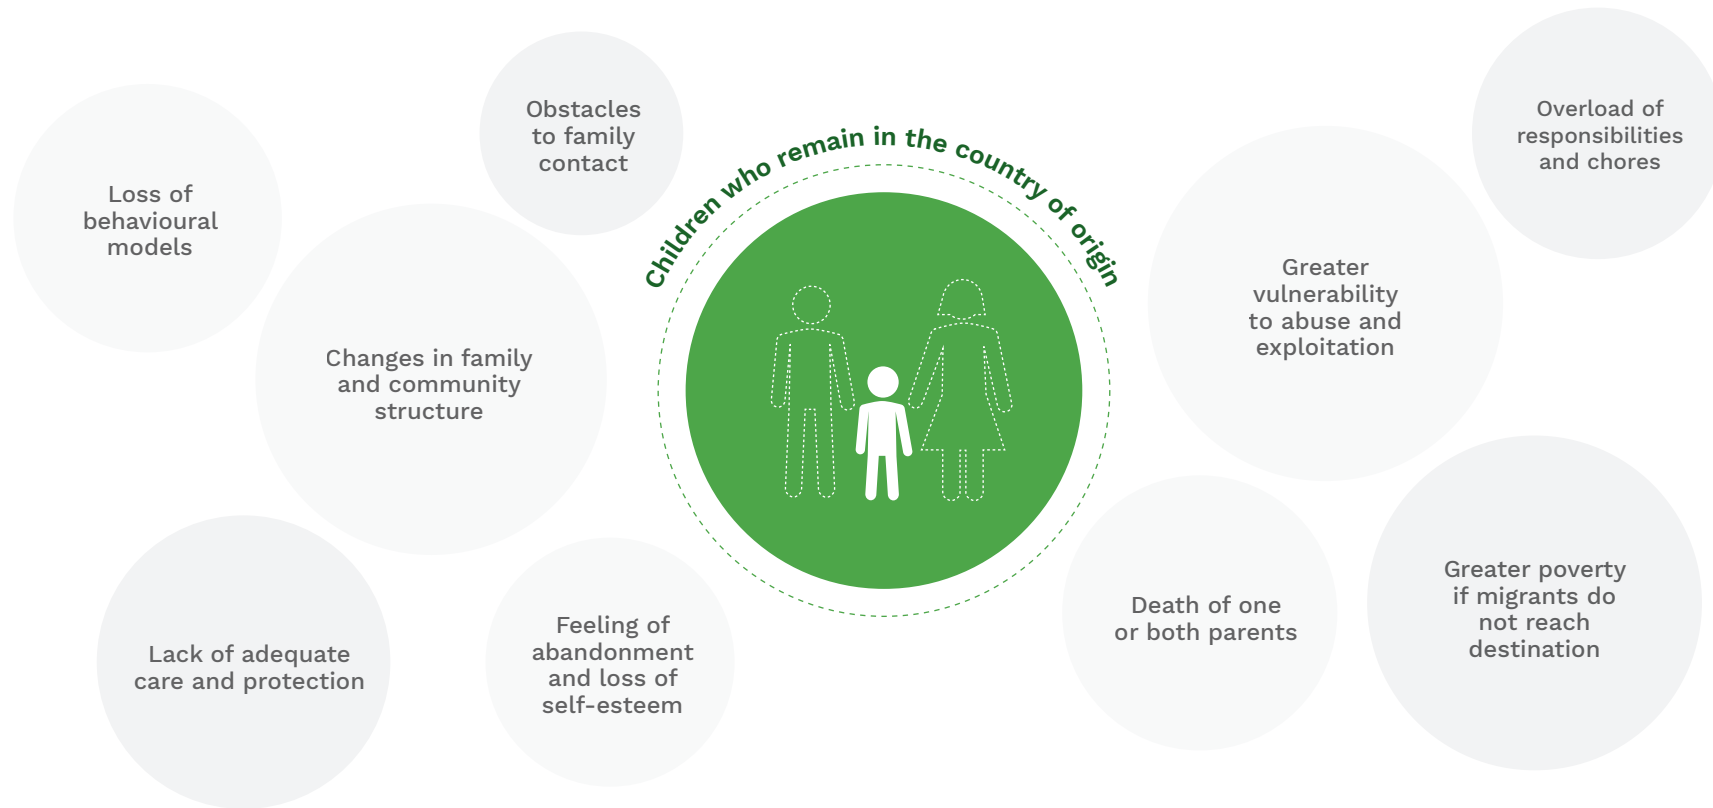 Obstacles
to family
contact
Loss of
behavioural
models
Changes in family
and community
structure
Lack of adequate
care and protection
Feeling of
abandonment
and loss of
self-esteem
Children who remain in the country of origin
Overload of
responsibilities
and chores
Greater
vulnerability
to abuse and
exploitation
Death of one
or both parents
Greater poverty
if migrants do
not reach
destination